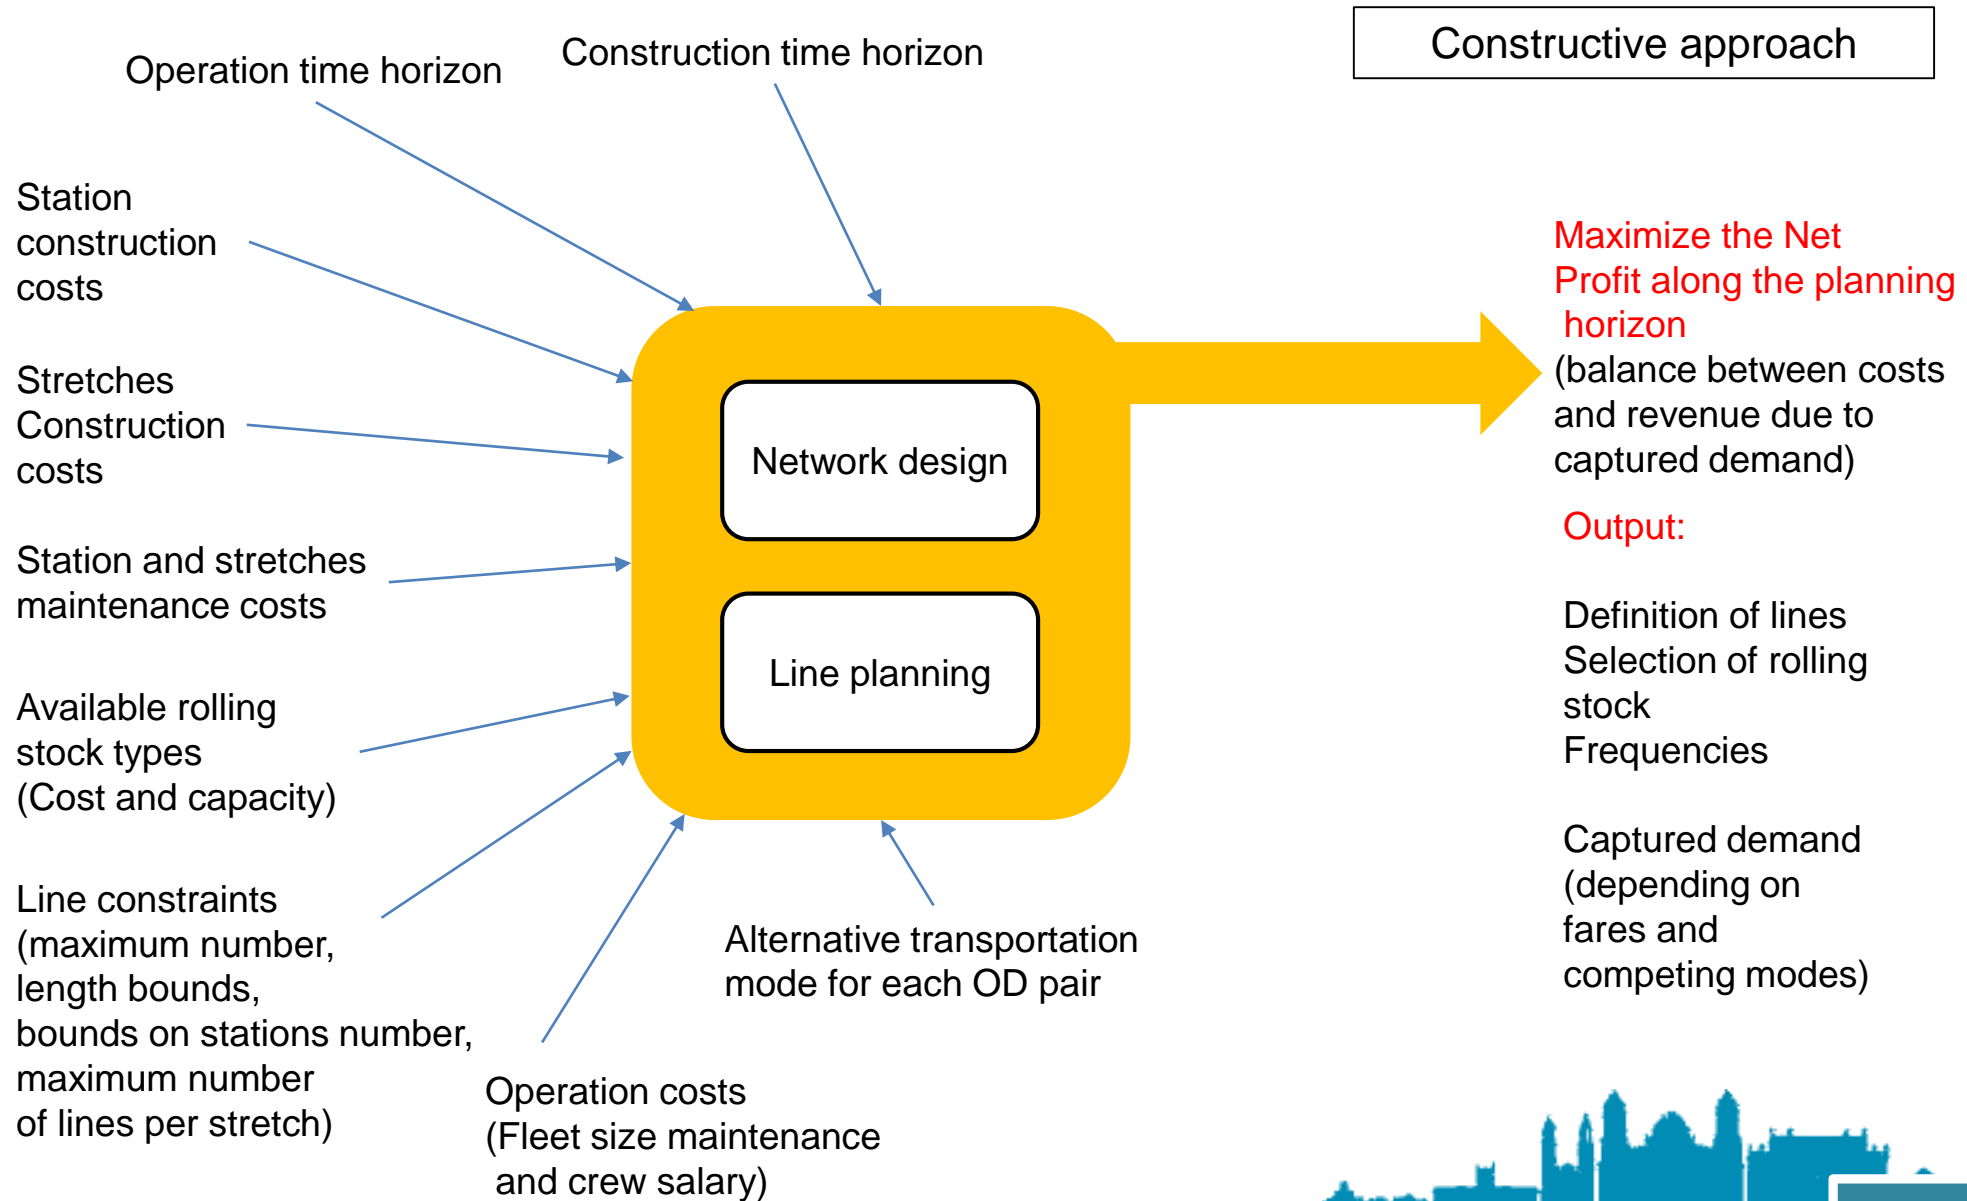 Constructive approach
Operation time horizon
Construction time horizon
Station
construction
costs
Stretches
Construction
costs
Station and stretches
maintenance costs
Available rolling
stock types
(Cost and capacity)
Line constraints
(maximum number,
length bounds,
bounds on stations number,
maximum number
of lines per stretch)
Operation costs
(Fleet size maintenance
and crew salary)
Alternative transportation
mode for each OD pair
Network design
Line planning
Maximize the Net
Profit along the planning
horizon
(balance between costs
and revenue due to
captured demand)
Output:
Definition of lines
Selection of rolling
stock
Frequencies
Captured demand
(depending on
fares and
competing modes)